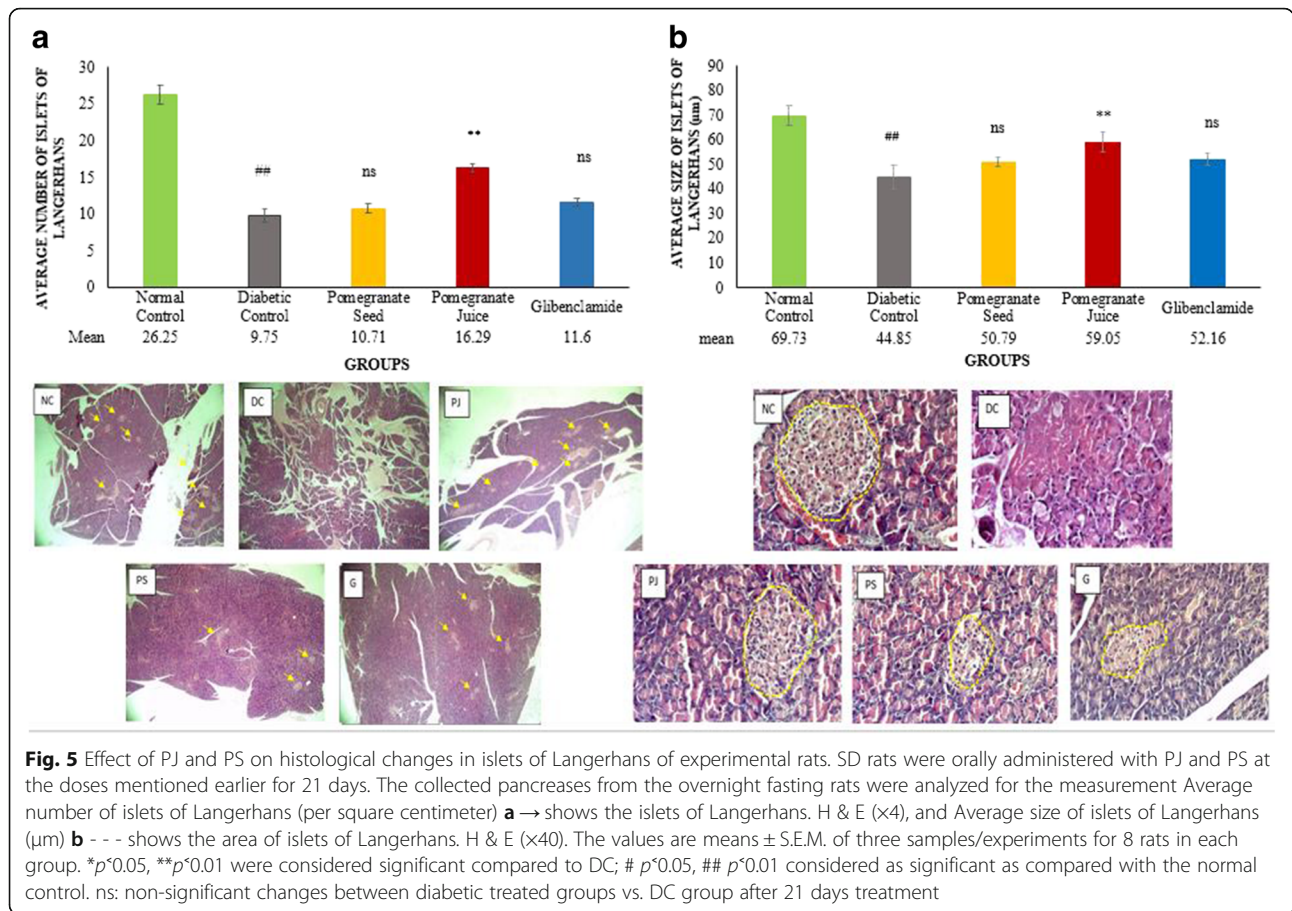 a
AVERAGE NUMBER OF ISLETS OF
LANGERHANS
30
25
20
15
10
5
0
##
ns
**
ns
Normal Control
Diabetic Control
Pomegranate Seed
Pomegranate Juice
Glibenclamide
Mean 26.25 9.75 10.71 16.29 11.6
GROUPS
b
AVERAGE SIZE OF ISLETS OF
LANGERHANS (µm)
90
80
70
60
50
40
30
20
10
0
##
ns
**
ns
Normal Control
Diabetic Control
Pomegranate Seed
Pomegranate Juice
Glibenclamide
mean 69.73 44.85 50.79 59.05 52.16
GROUPS
NC
DC
PJ
PS
G
NC
DC
PJ
PS
G
Fig. 5 Effect of PJ and PS on histological changes in islets of Langerhans of experimental rats. SD rats were orally administered with PJ and PS at
the doses mentioned earlier for 21 days. The collected pancreases from the overnight fasting rats were analyzed for the measurement Average
number of islets of Langerhans (per square centimeter) a → shows the islets of Langerhans. H & E (×4), and Average size of islets of Langerhans
(µm) b - - - shows the area of islets of Langerhans. H & E (×40). The values are means ± S.E.M. of three samples/experiments for 8 rats in each
group. *p˂0.05, **p˂0.01 were considered significant compared to DC; # p˂0.05, ## p˂0.01 considered as significant as compared with the normal
control. ns: non-significant changes between diabetic treated groups vs. DC group after 21 days treatment